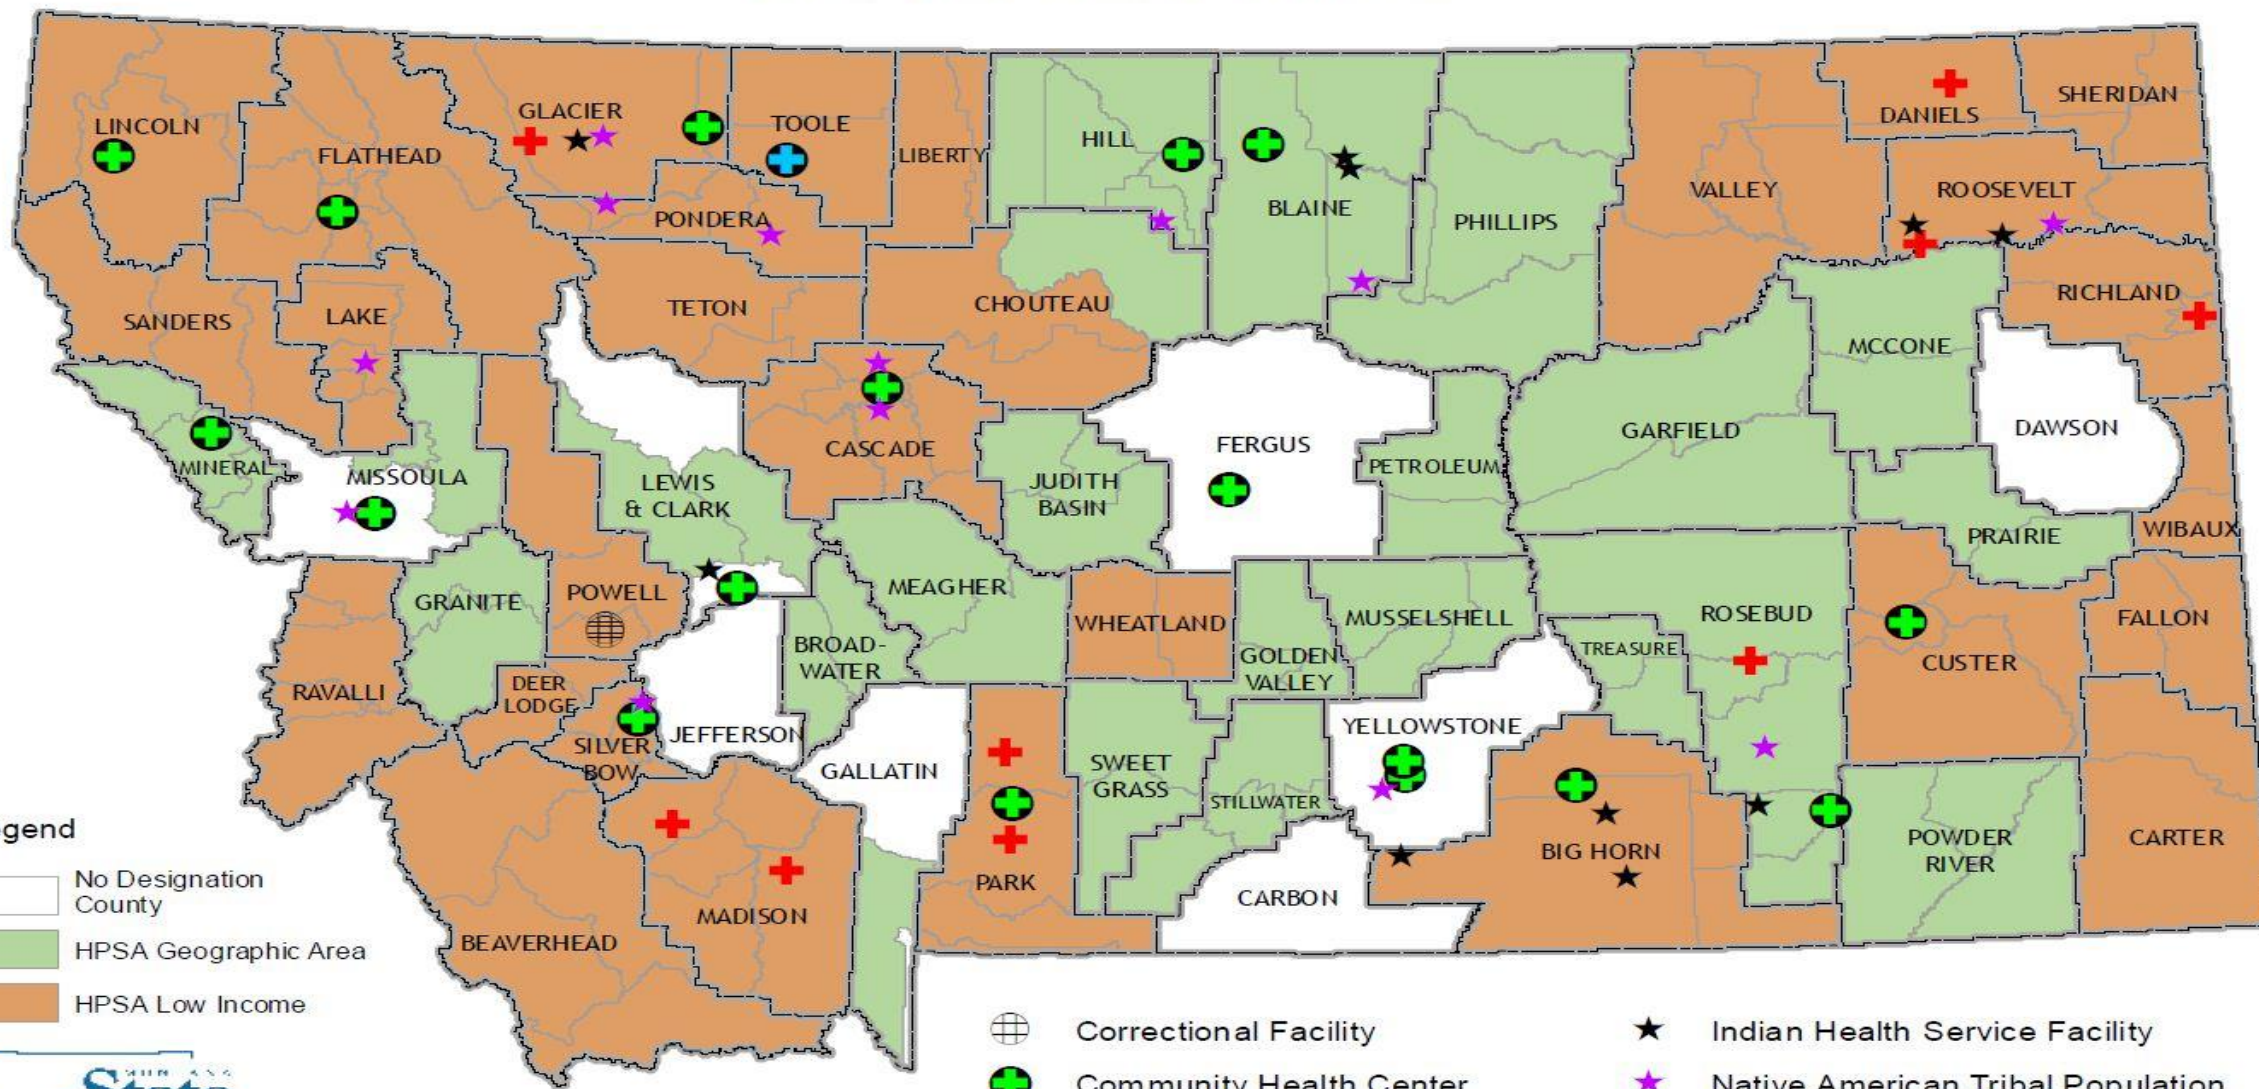 LINCOLN
FLATHEAD
GLACIER
TOOLE
LIBERTY
HILL
BLAINE
PHILLIPS
VALLEY
DANIELS
SHERIDAN
ROOSEVELT
PONDERA
SANDERS
LAKE
TETON
CHOUTEAU
RICHLAND
MCCONE
DAWSON
MINERAL
MISSOULA
LEWIS
& CLARK
CASCADE
JUDITH
BASIN
FERGUS
PETROLEUM
GARFIELD
PRAIRIE
WIBAUX
GRANITE
POWELL
MEAGHER
BROAD-
WATER
WHEATLAND
GOLDEN
VALLEY
MUSSELSHELL
TREASURE
ROSEBUD
CUSTER
FALLON
RAVALLI
DEER
LODGE
SILVER
BOW
JEFFERSON
GALLATIN
SWEET
GRASS
STILLWATER
YELLOWSTONE
PARK
MADISON
BEAVERHEAD
CARBON
BIG HORN
POWDER
RIVER
CARTER
egend
No Designation
County
HPSA Geographic Area
HPSA Low Income
Correctional Facility
Community Health Center
Indian Health Service Facility
Native American Tribal Population